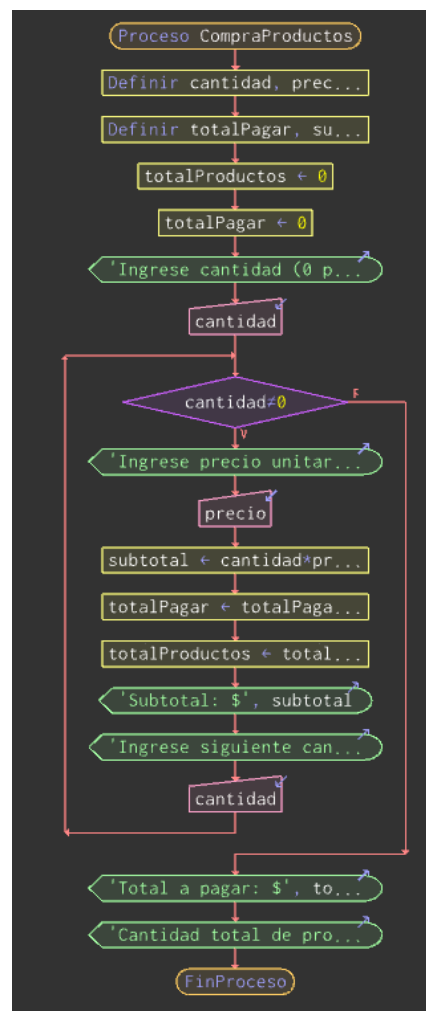 Proceso CompraProductos
Definir cantidad, prec...
Definir totalPagar, su...
totalProductos ← 0
totalPagar ← 0
'Ingrese cantidad (0 p...
cantidad
cantidad≠0
F
V
'Ingrese precio unitar...
precio
subtotal ← cantidad*pr...
totalPagar ← totalPaga...
totalProductos ← total...
'Subtotal: $', subtotal
'Ingrese siguiente can...
cantidad
'Total a pagar: $', to...
'Cantidad total de pro...
FinProceso